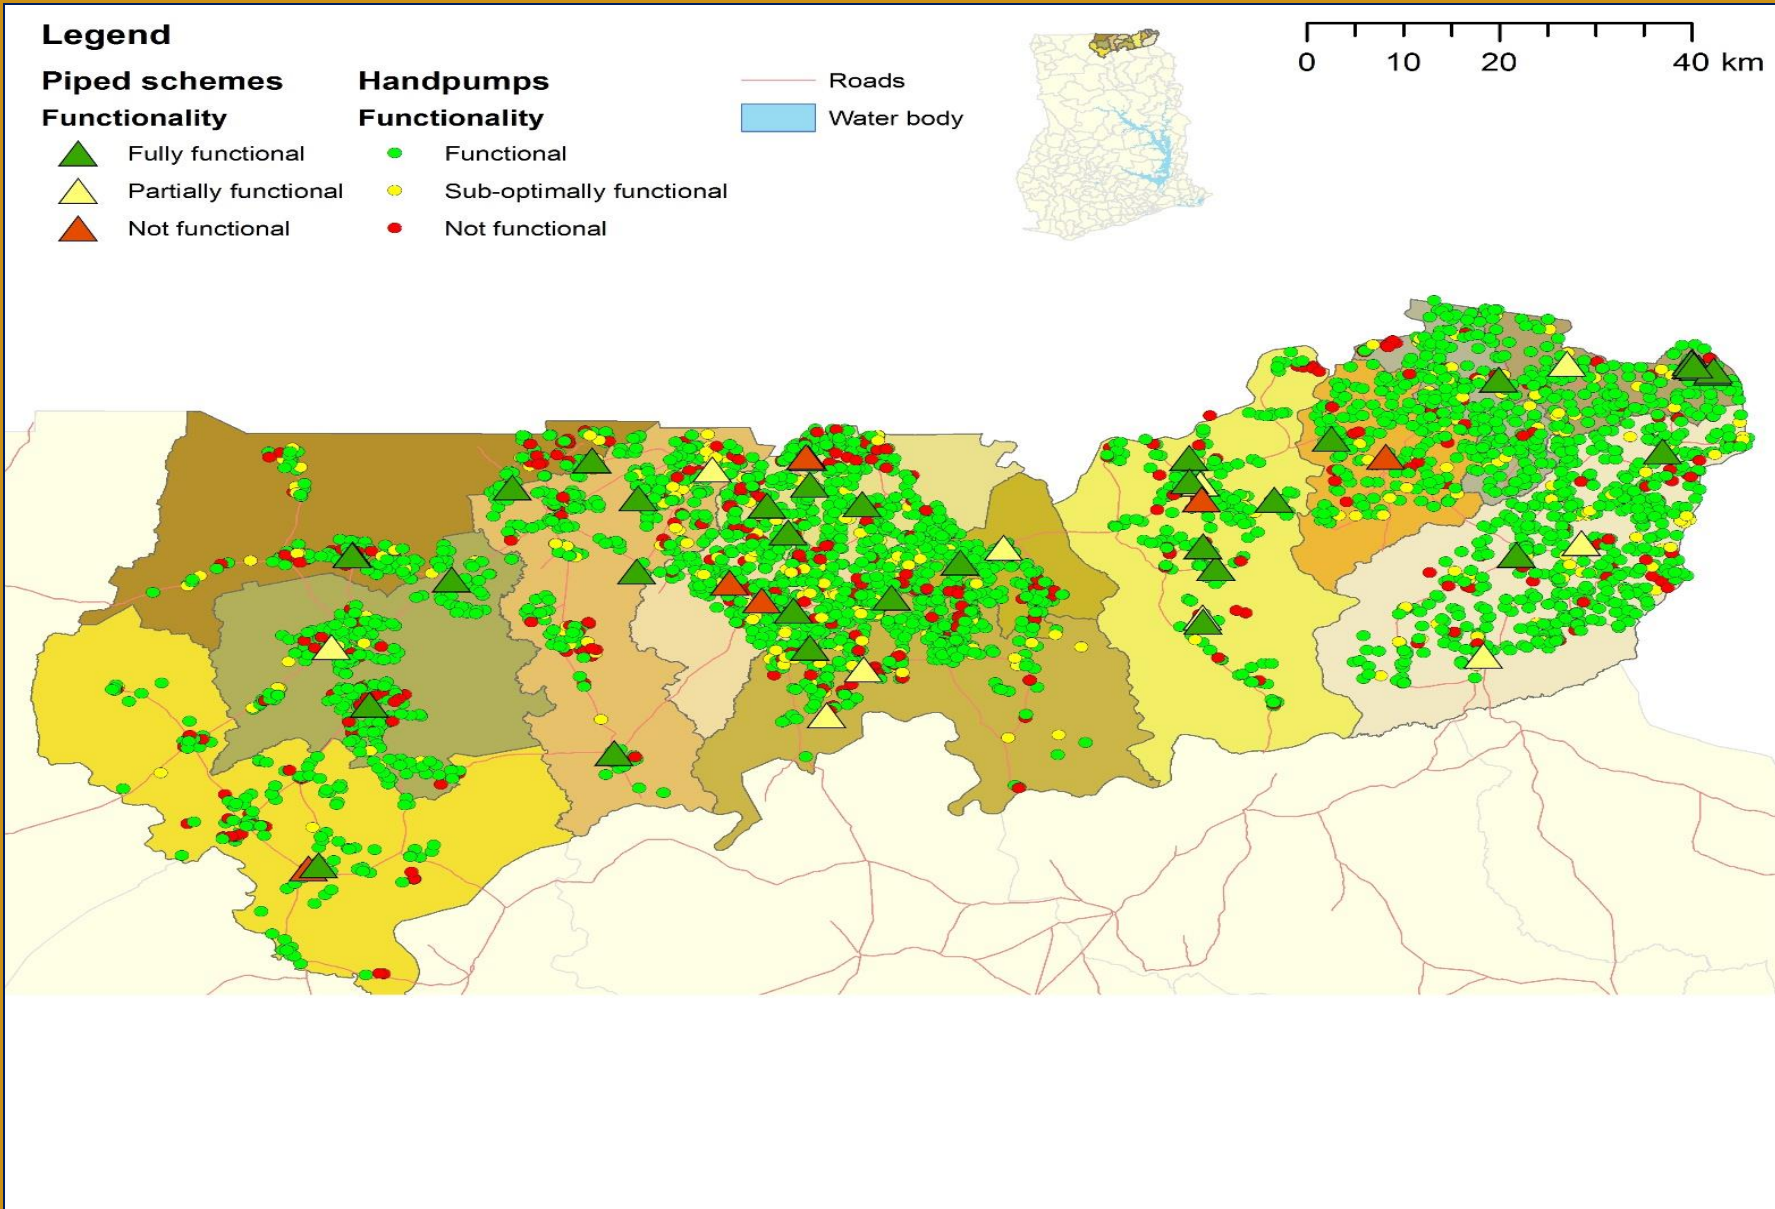 Legend
Piped schemes
Functionality
Fully functional
Partially functional
Not functional
Handpumps
Functionality
Functional
Sub-optimally functional
Not functional
Roads
Water body
0 10 20 40 km